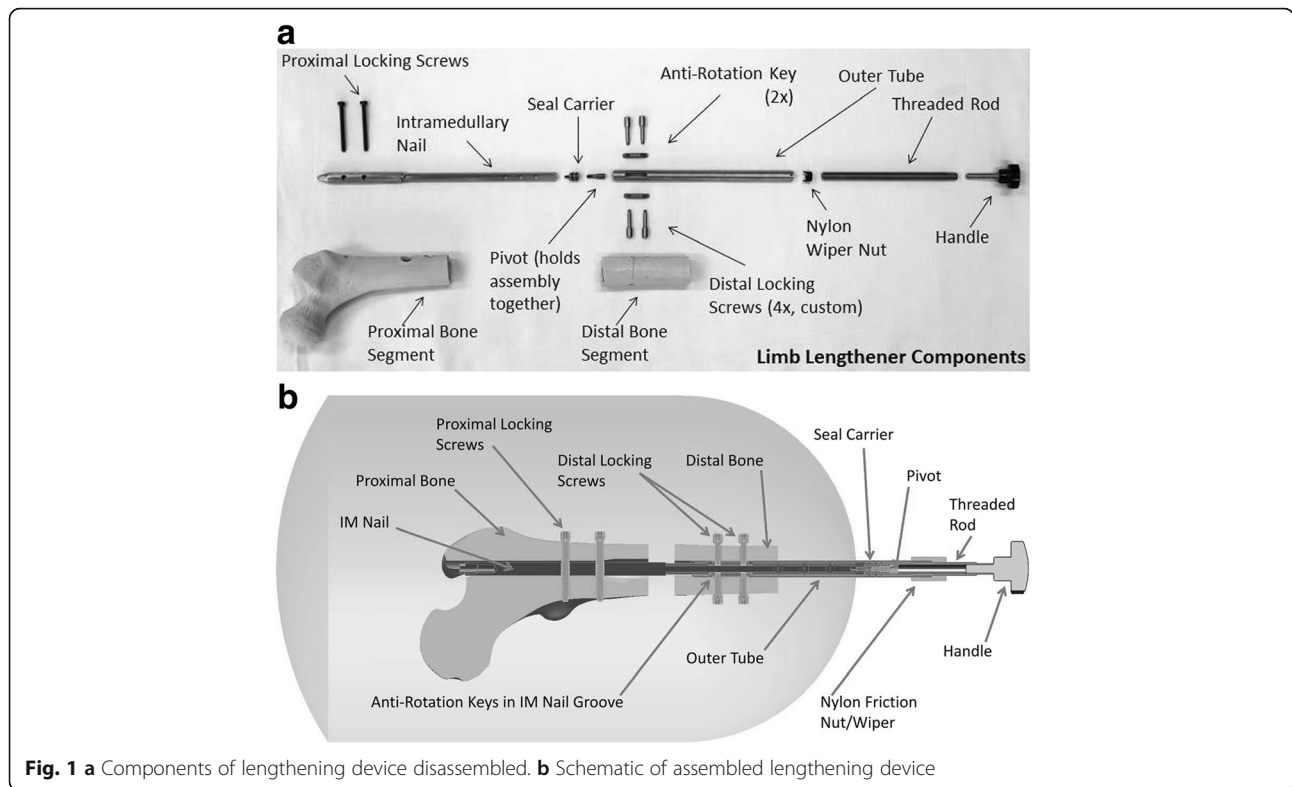 a
Proximal Locking Screws
Anti-Rotation Key
(2x)
Outer Tube
Threaded Rod
Seal Carrier
Intramedullary
Nail
Pivot (holds
assembly
together)
Nylon
Wiper Nut
Handle
Distal Locking
Screws (4x, custom)
Proximal Bone
Segment
Distal Bone
Segment
Limb Lengthener Components
b
Proximal Locking
Screws
Distal Locking
Screws
Distal Bone
Seal Carrier
Pivot
Threaded
Rod
Proximal Bone
IM Nail
Outer Tube
Handle
Anti-Rotation Keys in IM Nail Groove
Nylon Friction
Nut/Wiper
Fig. 1 a Components of lengthening device disassembled. b Schematic of assembled lengthening device